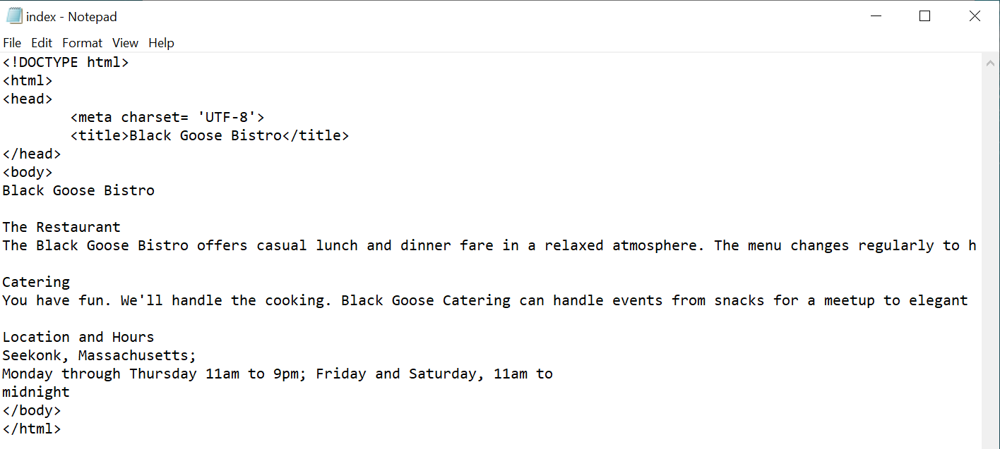 index - Notepad
File Edit Format View Help
<!DOCTYPE html>
<html>
<head>
        <meta charset= 'UTF-8'>
        <title>Black Goose Bistro</title>
</head>
<body>
Black Goose Bistro

The Restaurant
The Black Goose Bistro offers casual lunch and dinner fare in a relaxed atmosphere. The menu changes regularly to h

Catering
You have fun. We'll handle the cooking. Black Goose Catering can handle events from snacks for a meetup to elegant

Location and Hours
Seekonk, Massachusetts;
Monday through Thursday 11am to 9pm; Friday and Saturday, 11am to
midnight
</body>
</html>